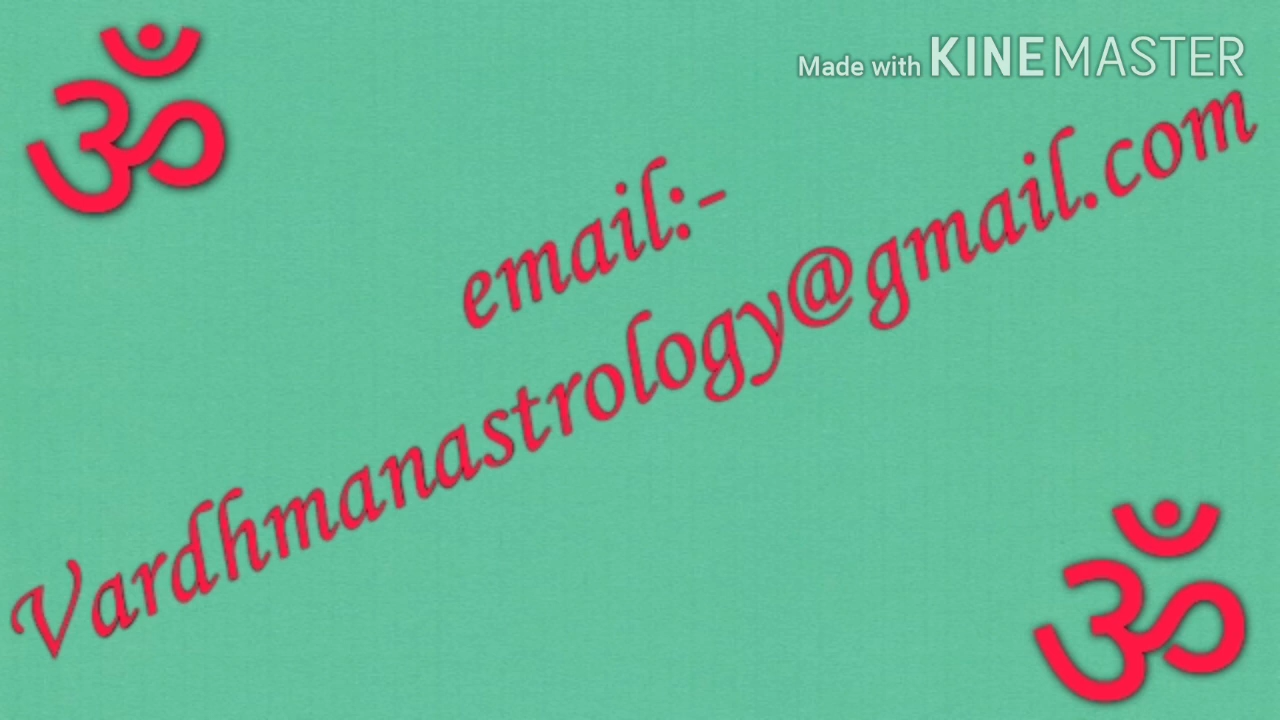 ॐ
Made with KINEMASTER
email:-
Vardhmanastrology@gmail.com
ॐ